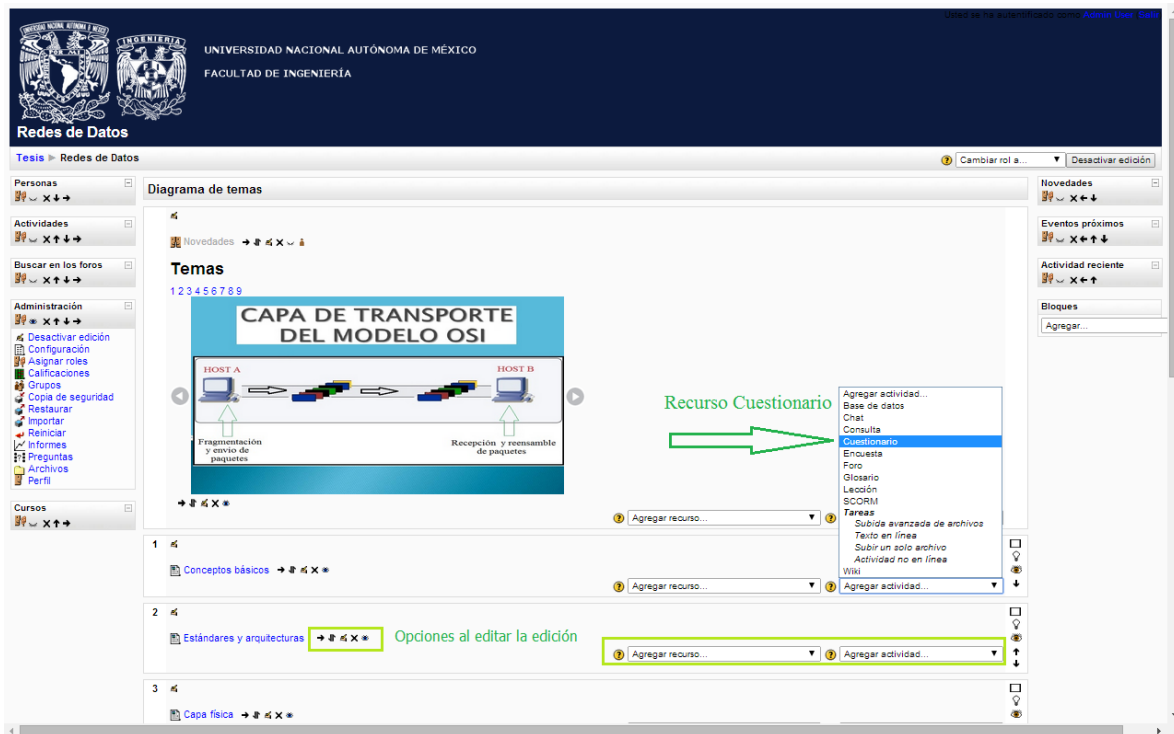 Usted se ha autentificado como
UNIVERSIDAD NACIONAL AUTÓNOMA DE MÉXICO
FACULTAD DE INGENIERÍA
INGENIERIA
Redes de Datos
Tesis ► Redes de Datos
Cambiar rol a...
Desactivar edición
Personas
Actividades
Buscar en los foros
Administración
Desactivar edición
Configuración
Asignar roles
Calificaciones
Grupos
Copia de seguridad
Restaurar
Importar
Reiniciar
Informes
Preguntas
Archivos
Perfil
Cursos
Diagrama de temas
Novedades
Temas
1 2 3 4 5 6 7 8 9
CAPA DE TRANSPORTE
DEL MODELO OSI
HOST A
HOST B
Fragmentación
y envio de
paquetes
Recepción y reensamble
de paquetes
Recurso Cuestionario
Agregar actividad...
Base de datos
Chat
Consulta
Cuestionario
Encuesta
Foro
Glosario
Lección
SCORM
Tareas
Subida avanzada de archivos
Texto en línea
Subir un solo archivo
Actividad no en línea
Wiki
Agregar recurso...
1
Conceptos básicos
Agregar recurso...
Agregar actividad...
2
Estándares y arquitecturas
Opciones al editar la edición
Agregar recurso...
Agregar actividad...
3
Capa física
Novedades
Eventos próximos
Actividad reciente
Bloques
Agregar...